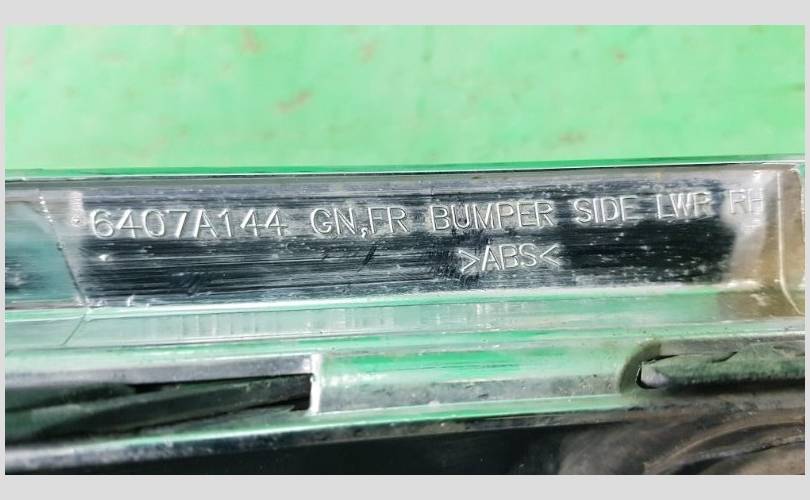 6407A144 GN,FR BUMPER SIDE LWR RH
>ABS<